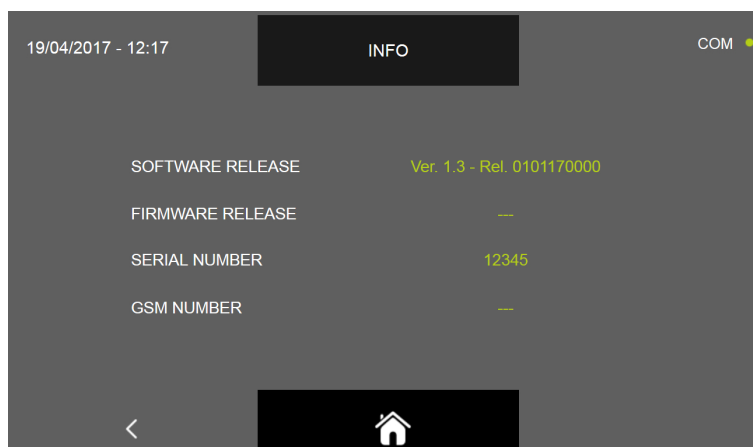 19/04/2017 - 12:17 INFO COM
SOFTWARE RELEASE Ver. 1.3 - Rel. 0101170000
FIRMWARE RELEASE ---
SERIAL NUMBER 12345
GSM NUMBER ---